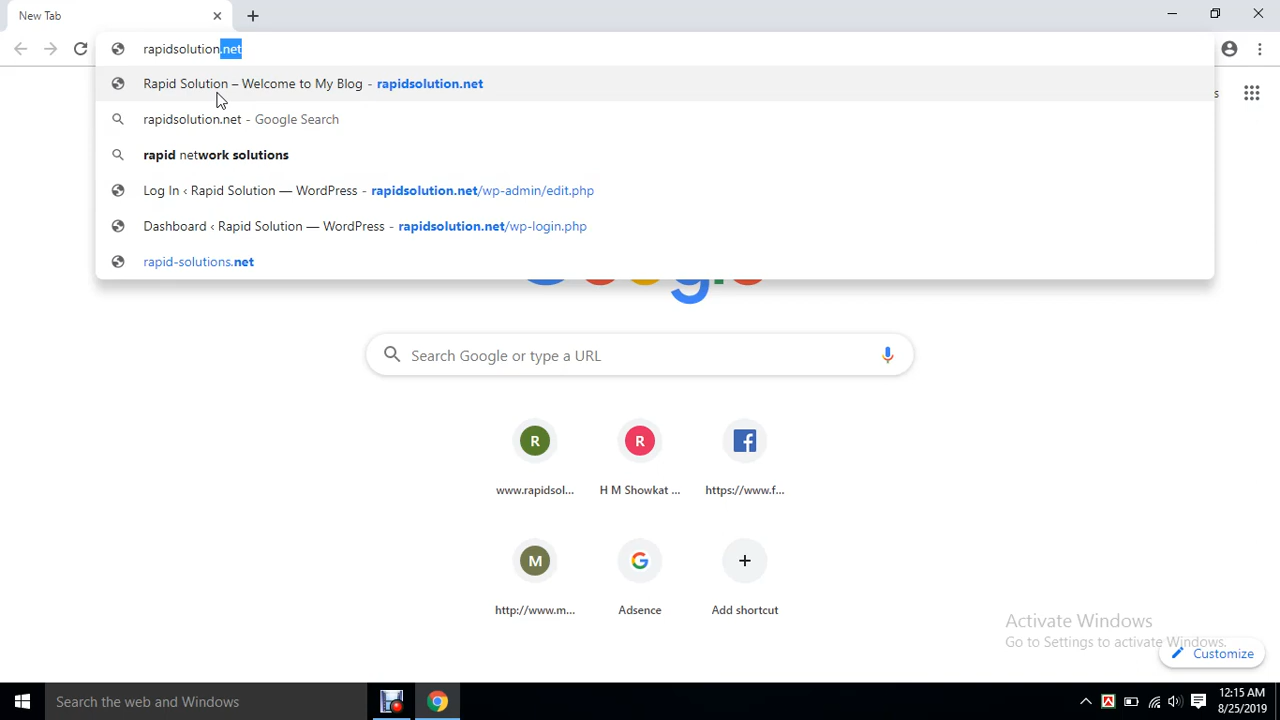 New Tab
rapidsolution.net
Rapid Solution – Welcome to My Blog - rapidsolution.net
s
rapidsolution.net - Google Search
rapid network solutions
Log In ‹ Rapid Solution — WordPress - rapidsolution.net/wp-admin/edit.php
Dashboard ‹ Rapid Solution — WordPress - rapidsolution.net/wp-login.php
rapid-solutions.net
Search Google or type a URL
R R
www.rapidsol... H M Showkat ... https://www.f...
M
http://www.m... Adsence Add shortcut
Activate Windows
Go to Settings to activate Windows.
Customize
Search the web and Windows
12:15 AM
8/25/2019